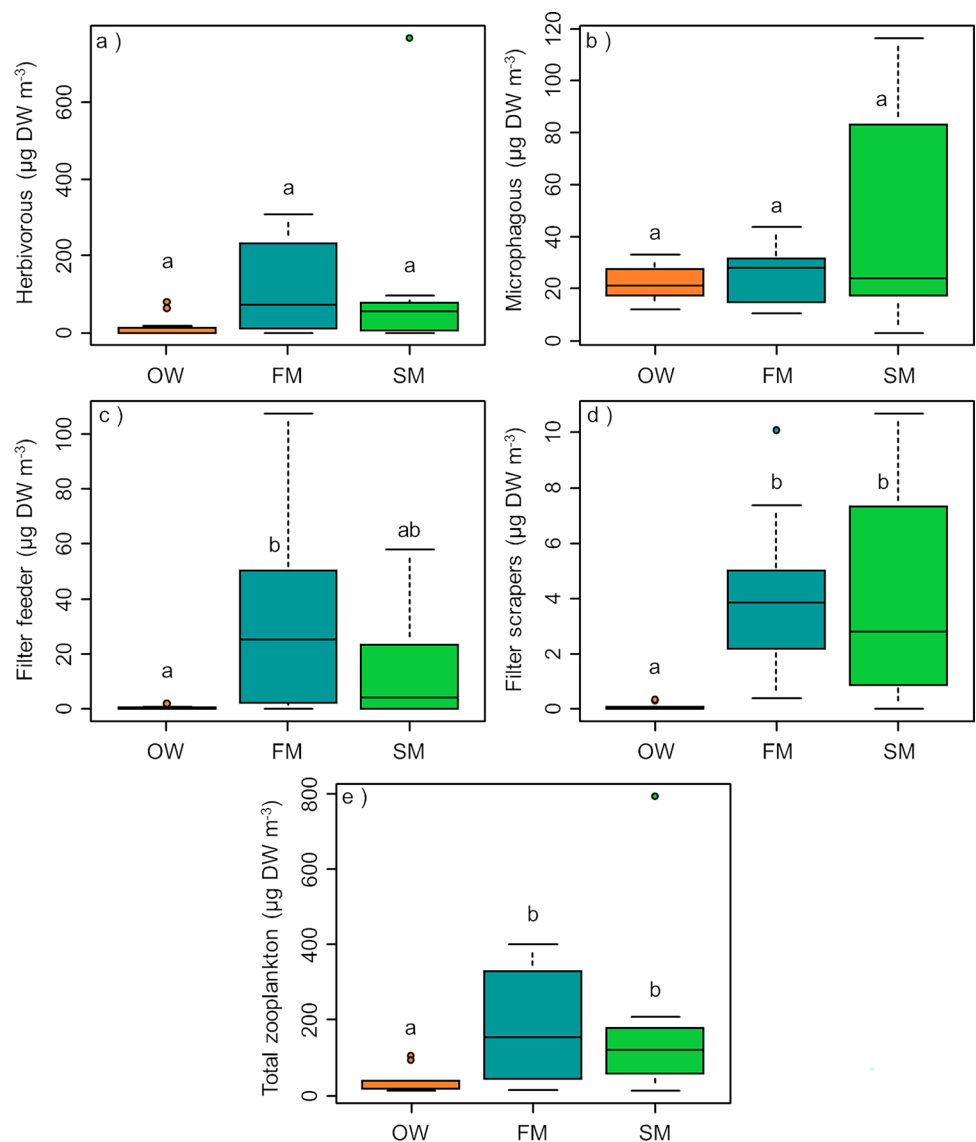 a )
Herbivorous (µg DW m-3)
0
200
400
600
a
a
a
OW
FM
SM
b )
Microphagous (µg DW m-3)
0
20
40
60
80
100
120
a
a
a
OW
FM
SM
c )
Filter feeder (µg DW m-3)
0
20
40
60
80
100
a
b
ab
OW
FM
SM
d )
Filter scrapers (µg DW m-3)
0
2
4
6
8
10
a
b
b
OW
FM
SM
e )
Total zooplankton (µg DW m-3)
0
200
400
600
800
a
b
b
OW
FM
SM